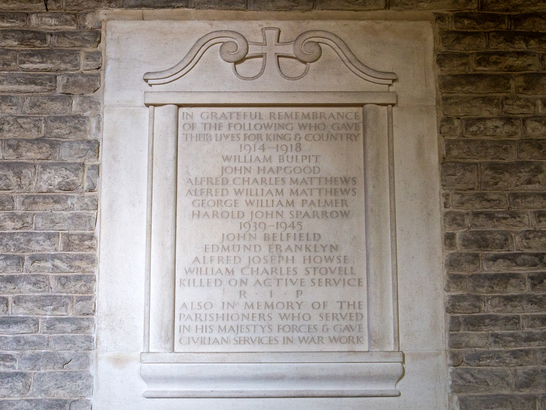 IN GRATEFUL REMEMBRANCE
OF THE FOLLOWING WHO GAVE
THEIR LIVES FOR KING & COUNTRY
1914-1918
WILLIAM BULPIT
JOHN HAPGOOD
ALFRED CHARLES MATTHEWS
ALFRED WILLIAM MATTHEWS
GEORGE WILLIAM PALMER
HAROLD JOHN SPARROW
1939-1945
JOHN BELFIELD
EDMUND FRANKLYN
ALFRED JOSEPH HOWSE
WILLIAM CHARLES STOVELL
KILLED ON ACTIVE SERVICE
R · I · P
ALSO IN MEMORY OF THE
PARISHIONERS WHO SERVED
IN HIS MAJESTY'S FORCES & GAVE
CIVILIAN SERVICES IN WAR WORK